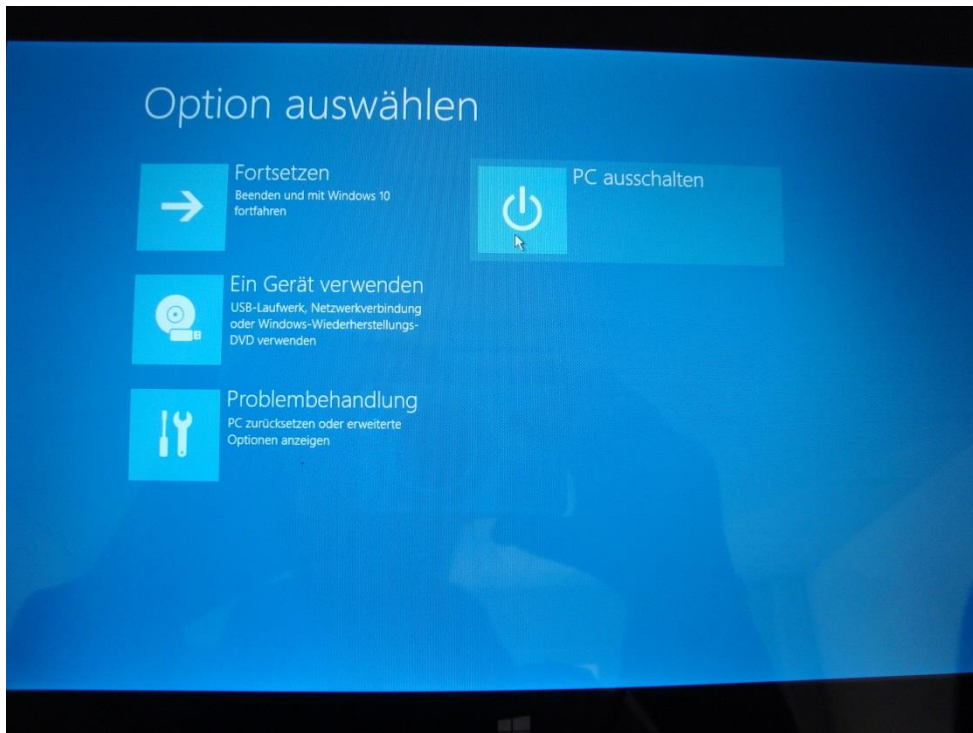 Option auswählen
Fortsetzen
Beenden und mit Windows 10
fortfahren
Ein Gerät verwenden
USB-Laufwerk, Netzwerkverbindung
oder Windows-Wiederherstellungs-
DVD verwenden
Problembehandlung
PC zurücksetzen oder erweiterte
Optionen anzeigen
PC ausschalten